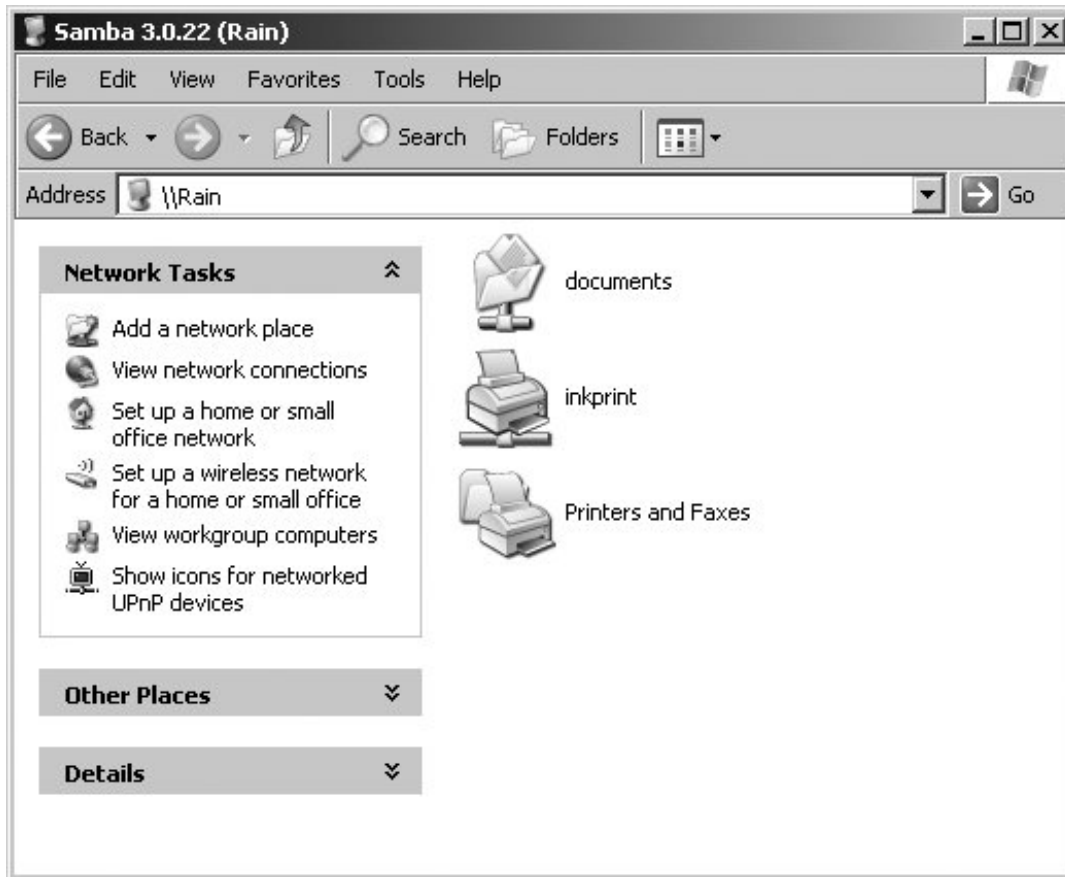 Samba 3.0.22 (Rain)
File Edit View Favorites Tools Help
Back Search Folders
Address \\Rain Go
Network Tasks
Add a network place
View network connections
Set up a home or small
office network
Set up a wireless network
for a home or small office
View workgroup computers
Show icons for networked
UPnP devices
Other Places
Details
documents
inkprint
Printers and Faxes